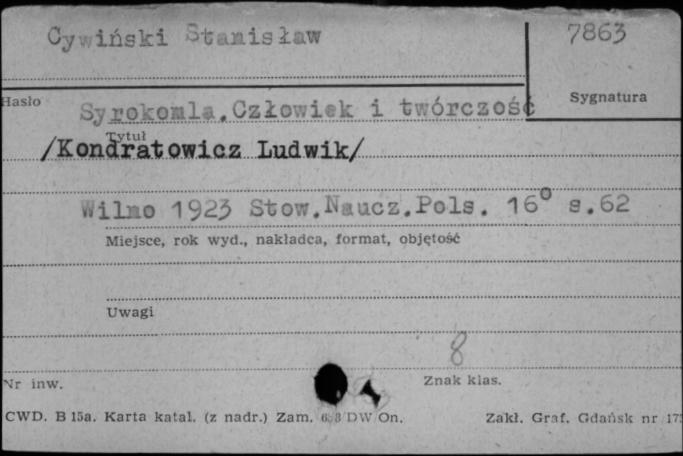 Cywiński Stanisław
7863
Hasło
Sygnatura
Syrokomla.Człowiek i twórczość
Tytuł
/Kondratowicz Ludwik/
Wilno 1923 Stow.Naucz.Pols. 16° s.62
Miejsce, rok wyd., nakładca, format, objętość
Uwagi
8
Nr inw.
Znak klas.
CWD. B 15a. Karta katal. (z nadr.) Zam. DW On.
Zakł. Graf. Gdańsk nr